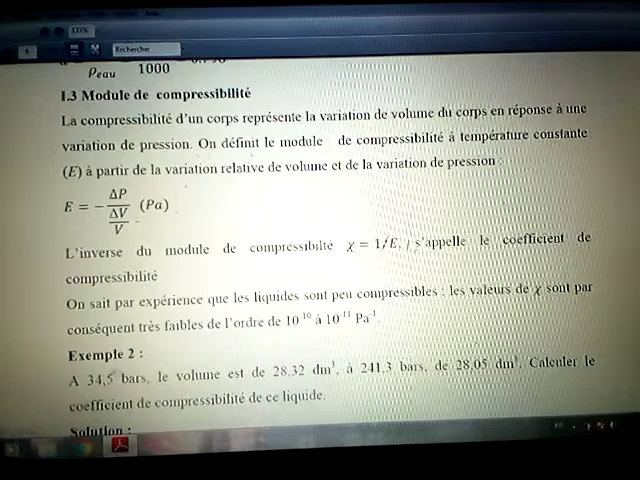 133%
6
Rechercher
ρeau 1000
I.3 Module de compressibilité
La compressibilité d'un corps représente la variation de volume du corps en réponse à une
variation de pression. On définit le module de compressibilité à température constante
(E) à partir de la variation relative de volume et de la variation de pression :
E = − ΔP / (ΔV / V) (Pa)
L'inverse du module de compressibilté χ = 1/E, s'appelle le coefficient de
compressibilité
On sait par expérience que les liquides sont peu compressibles : les valeurs de χ sont par
conséquent très faibles de l'ordre de 10⁻¹⁰ à 10⁻¹¹ Pa⁻¹
Exemple 2 :
A 34,5 bars, le volume est de 28,32 dm³, à 241,3 bars, de 28,05 dm³. Calculer le
coefficient de compressibilité de ce liquide.
Solution :